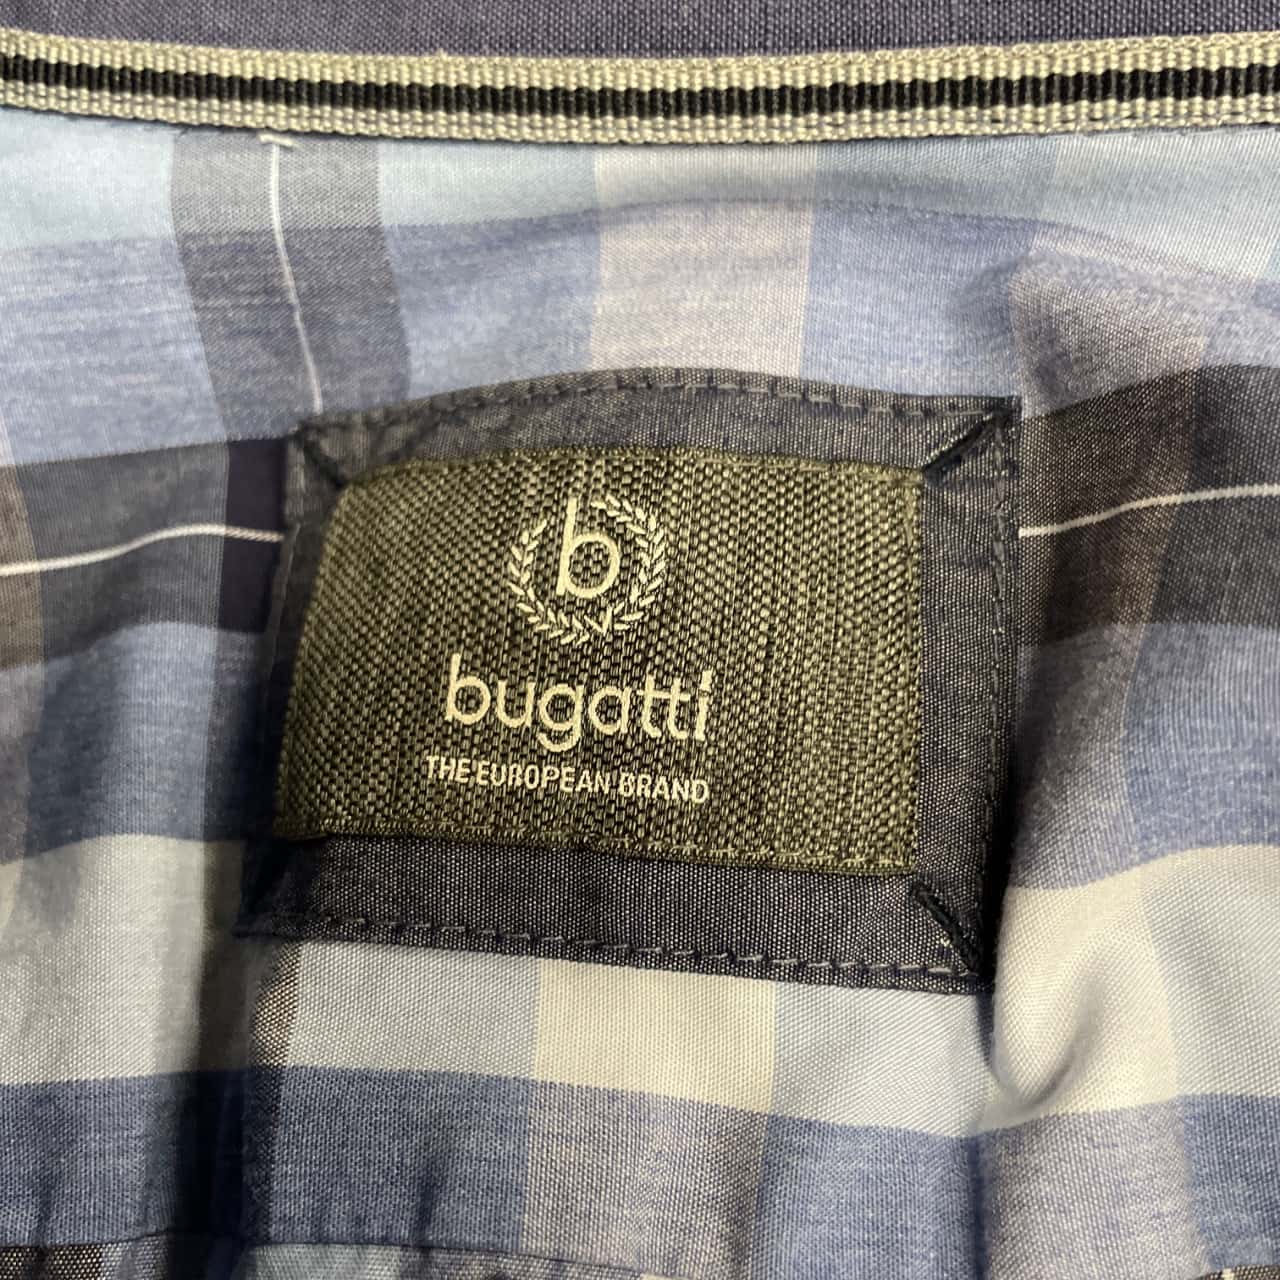 b
bugatti
THE EUROPEAN BRAND